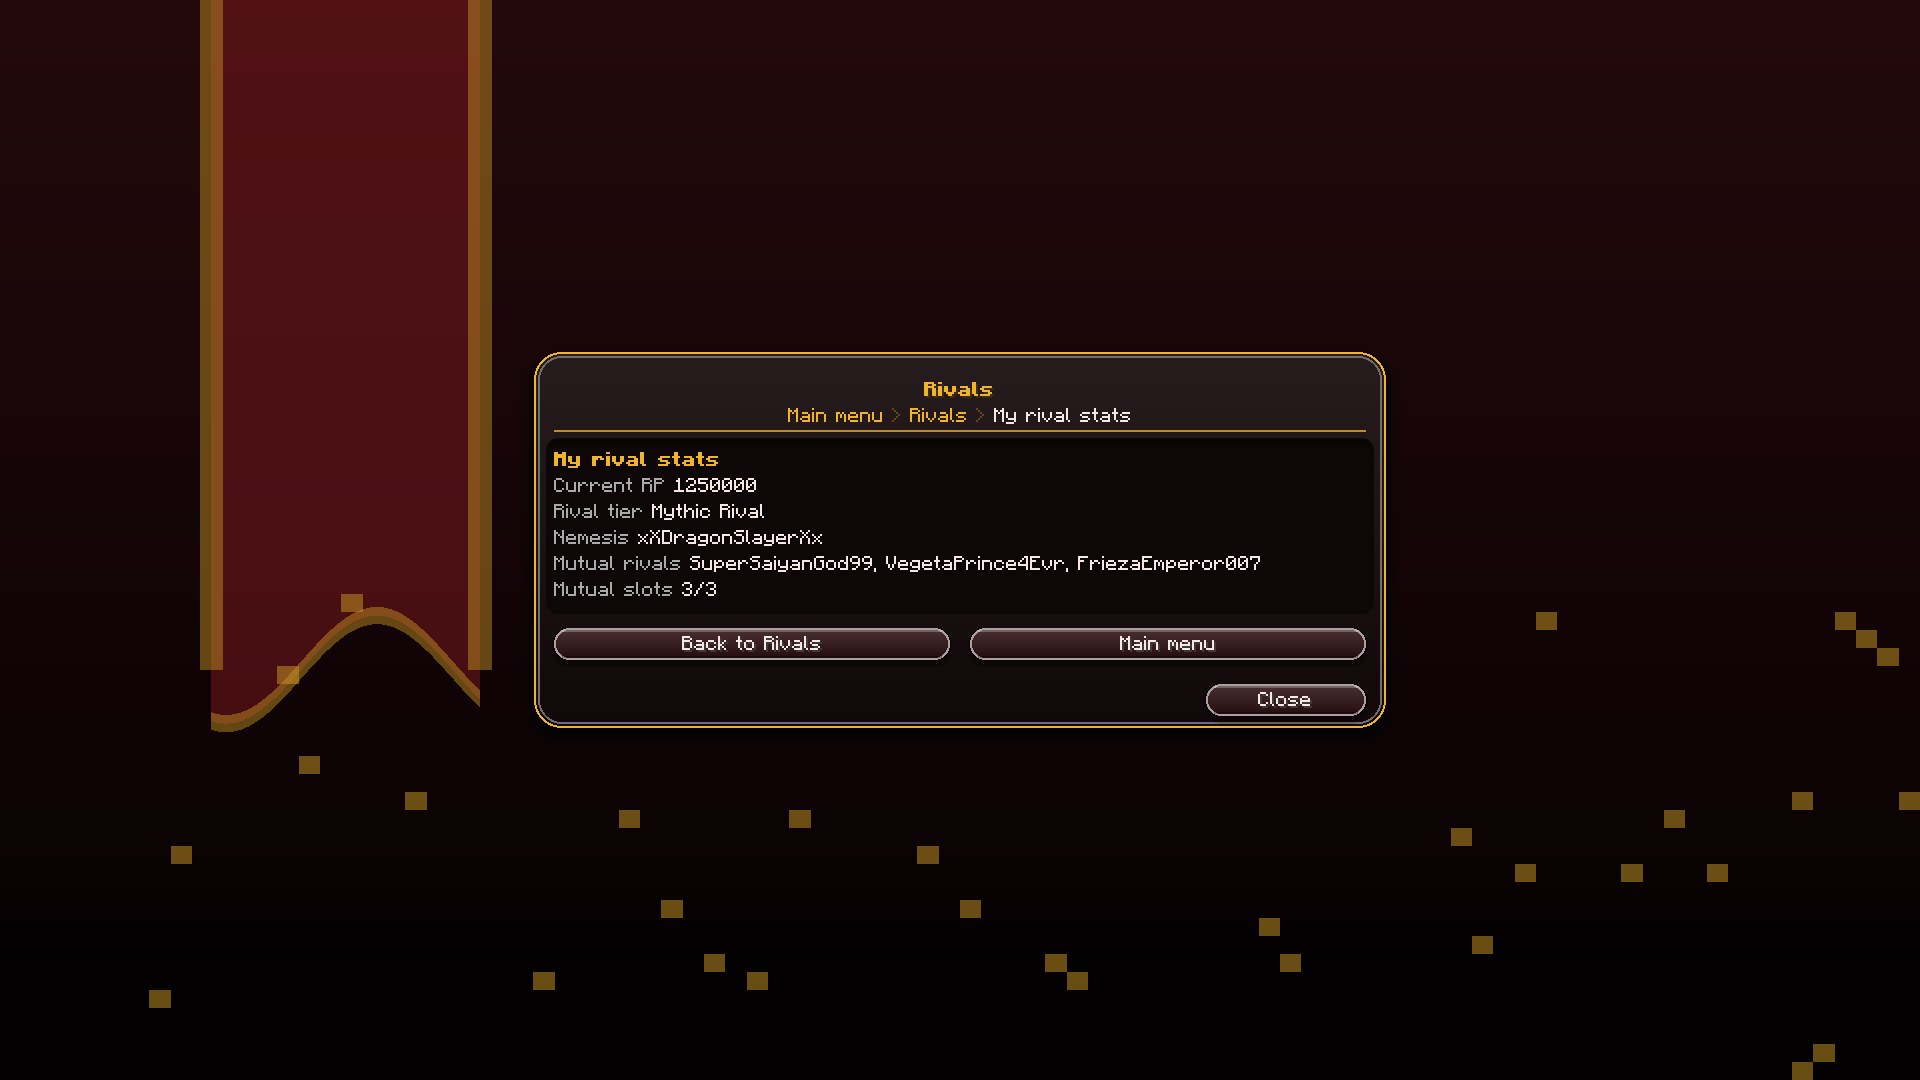 Rivals
Main menu > Rivals > My rival stats
My rival stats
Current RP 1250000
Rival tier Mythic Rival
Nemesis xXDragonSlayerXx
Mutual rivals SuperSaiyanGod99, VegetaPrince4Evr, FriezaEmperor007
Mutual slots 3/3
Back to Rivals
Main menu
Close